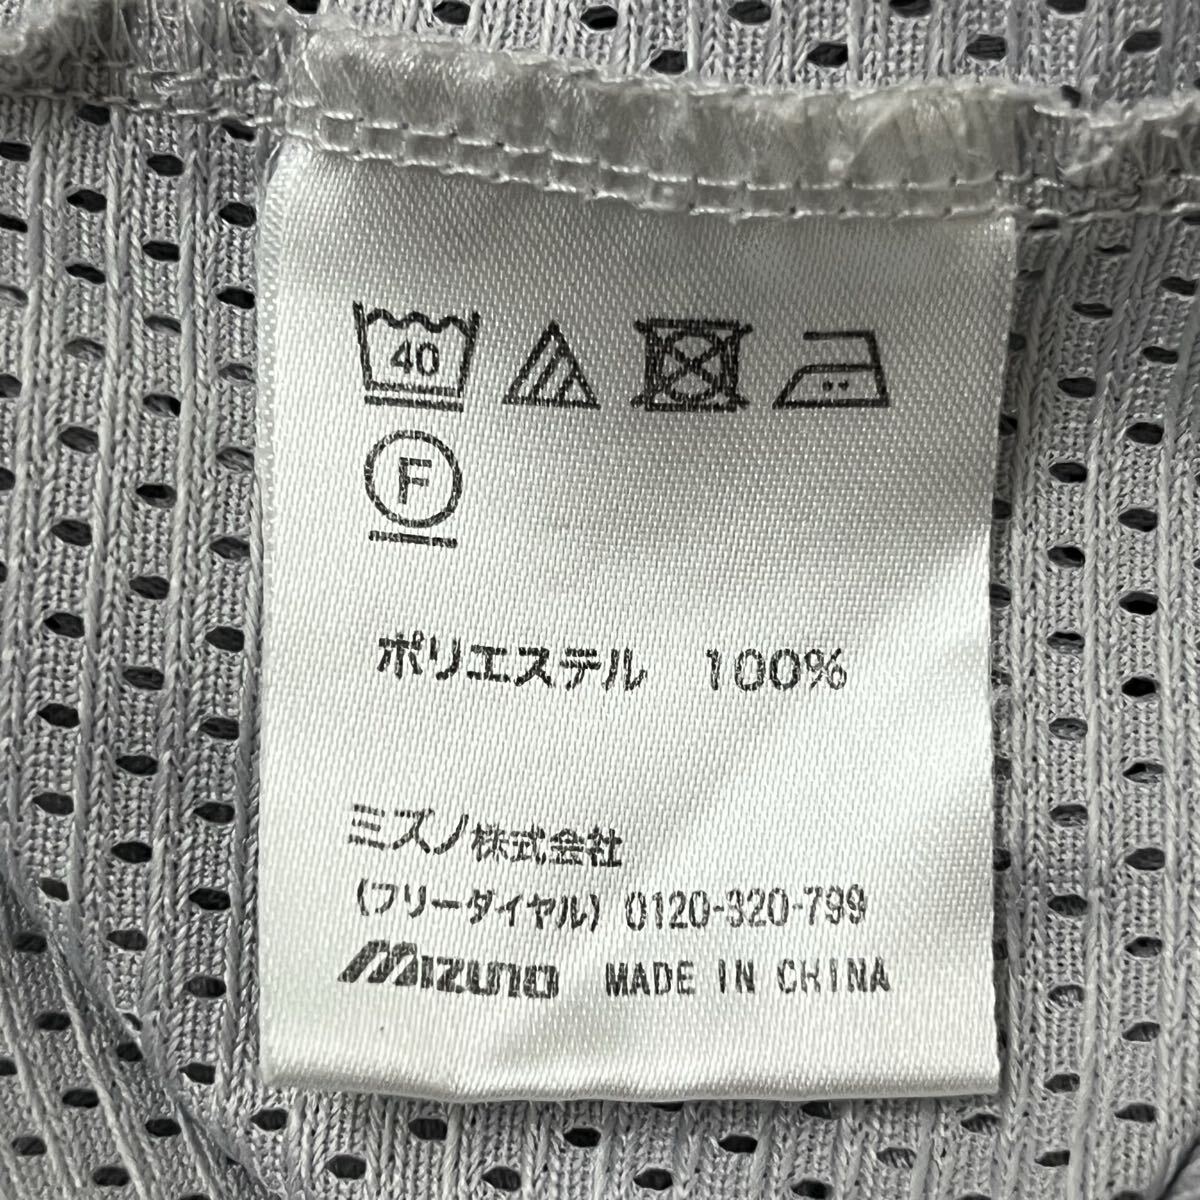 40
F
ポリエステル 100%
ミズノ株式会社
(フリーダイヤル) 0120-320-799
MIZUNO MADE IN CHINA